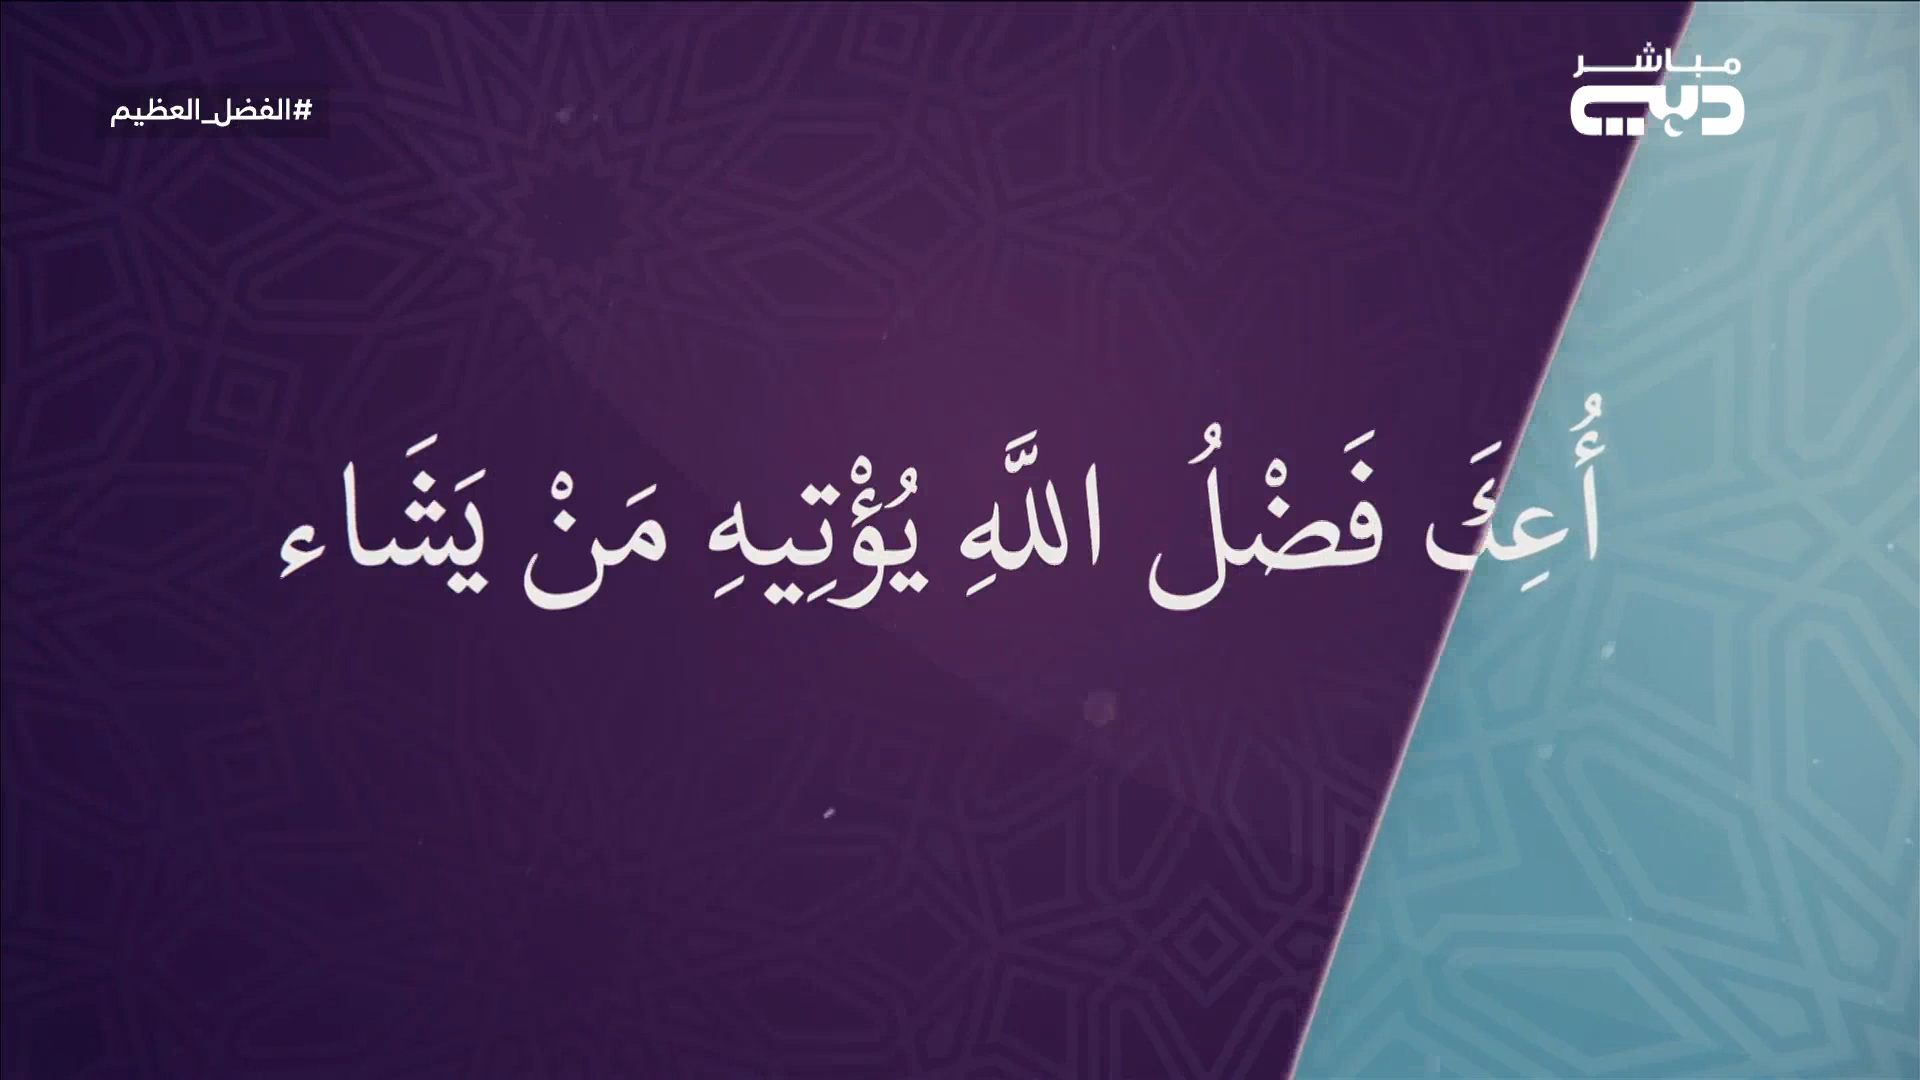 مباشر
دبي
#الفضل_العظيم
أُعِكَ فَضْلُ اللَّهِ يُؤْتِيهِ مَنْ يَشَاء